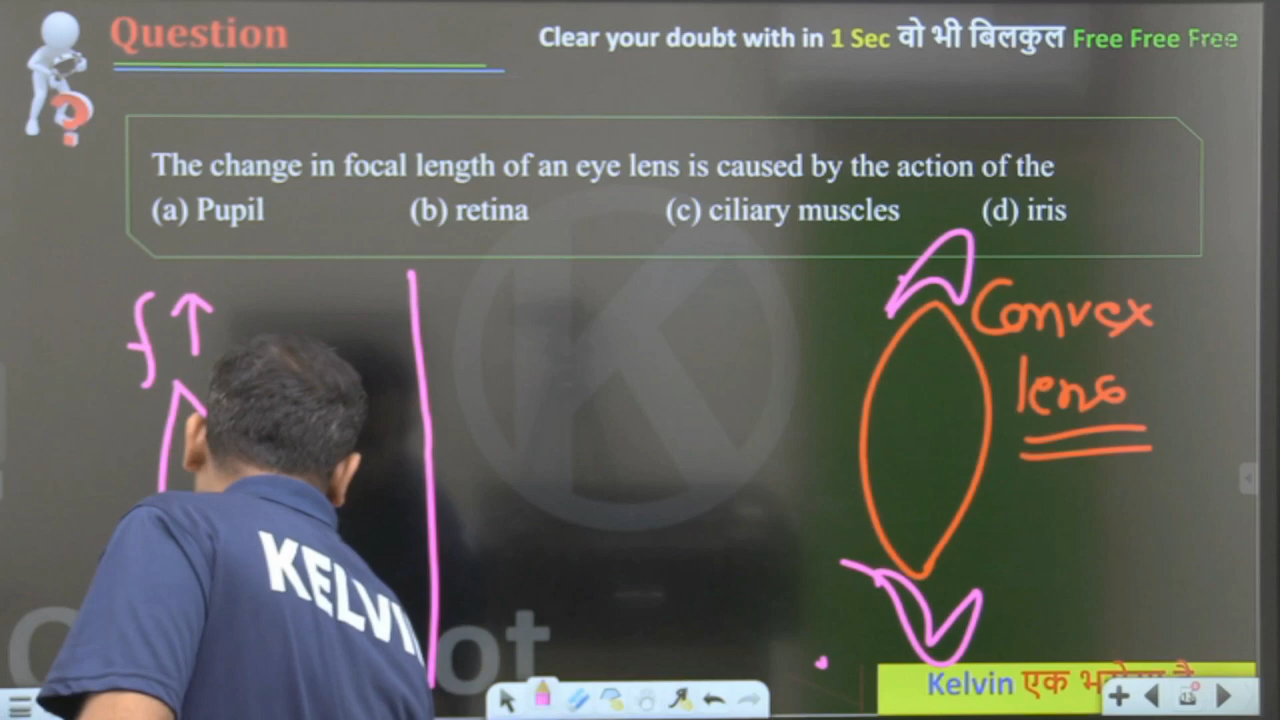 Question
Clear your doubt with in 1 Sec वो भी बिलकुल Free Free Free
The change in focal length of an eye lens is caused by the action of the
(a) Pupil (b) retina (c) ciliary muscles (d) iris
f ↑
Convex
lens
K
KELVI
ot
Kelvin एक